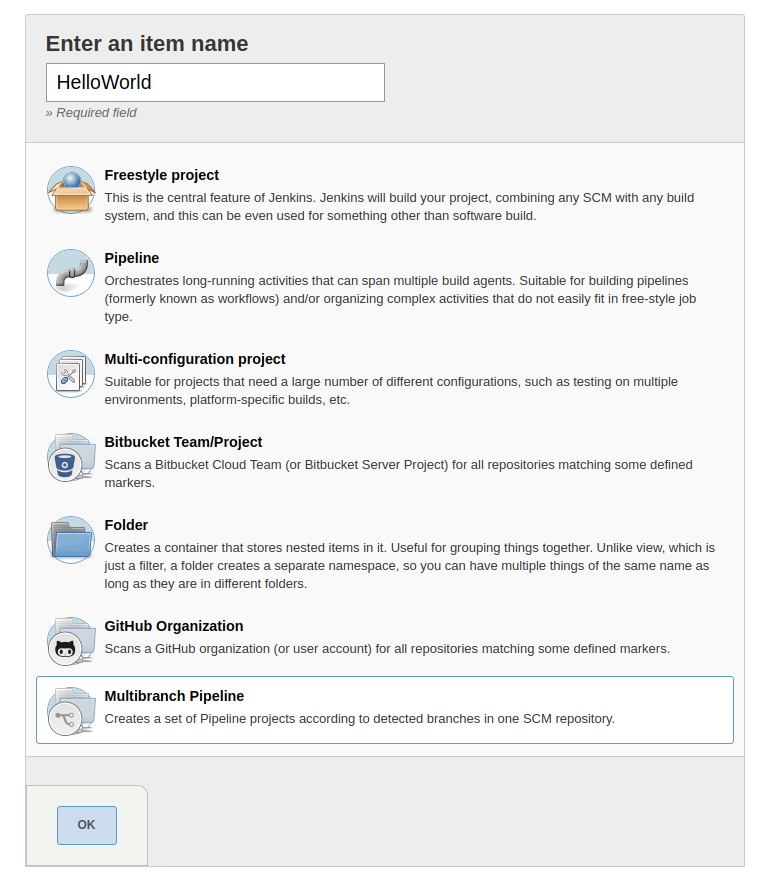 Enter an item name
HelloWorld
» Required field
Freestyle project
This is the central feature of Jenkins. Jenkins will build your project, combining any SCM with any build
system, and this can be even used for something other than software build.
Pipeline
Orchestrates long-running activities that can span multiple build agents. Suitable for building pipelines
(formerly known as workflows) and/or organizing complex activities that do not easily fit in free-style job
type.
Multi-configuration project
Suitable for projects that need a large number of different configurations, such as testing on multiple
environments, platform-specific builds, etc.
Bitbucket Team/Project
Scans a Bitbucket Cloud Team (or Bitbucket Server Project) for all repositories matching some defined
markers.
Folder
Creates a container that stores nested items in it. Useful for grouping things together. Unlike view, which is
just a filter, a folder creates a separate namespace, so you can have multiple things of the same name as
long as they are in different folders.
GitHub Organization
Scans a GitHub organization (or user account) for all repositories matching some defined markers.
Multibranch Pipeline
Creates a set of Pipeline projects according to detected branches in one SCM repository.
OK